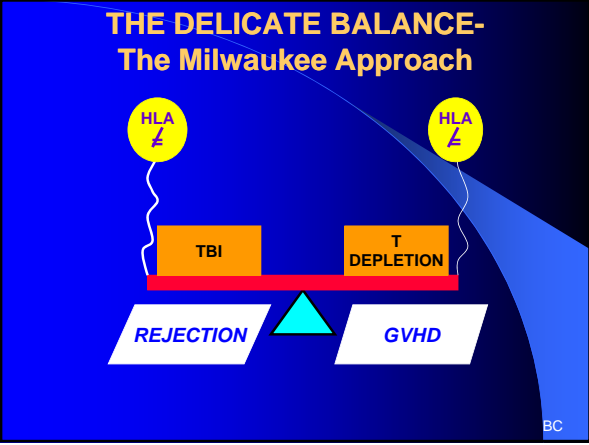 THE DELICATE BALANCE-
The Milwaukee Approach
HLA
≠
HLA
≠
TBI
T
DEPLETION
REJECTION
GVHD
BC